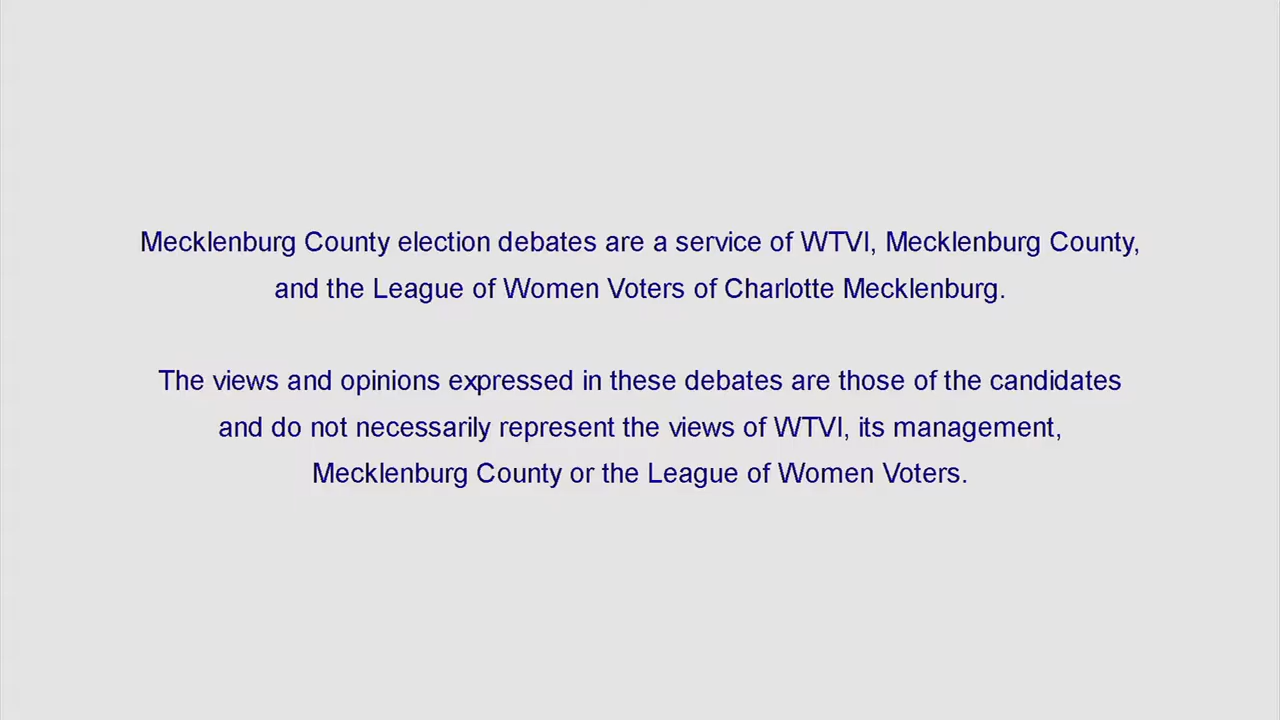 Mecklenburg County election debates are a service of WTVI, Mecklenburg County,
and the League of Women Voters of Charlotte Mecklenburg.
The views and opinions expressed in these debates are those of the candidates
and do not necessarily represent the views of WTVI, its management,
Mecklenburg County or the League of Women Voters.